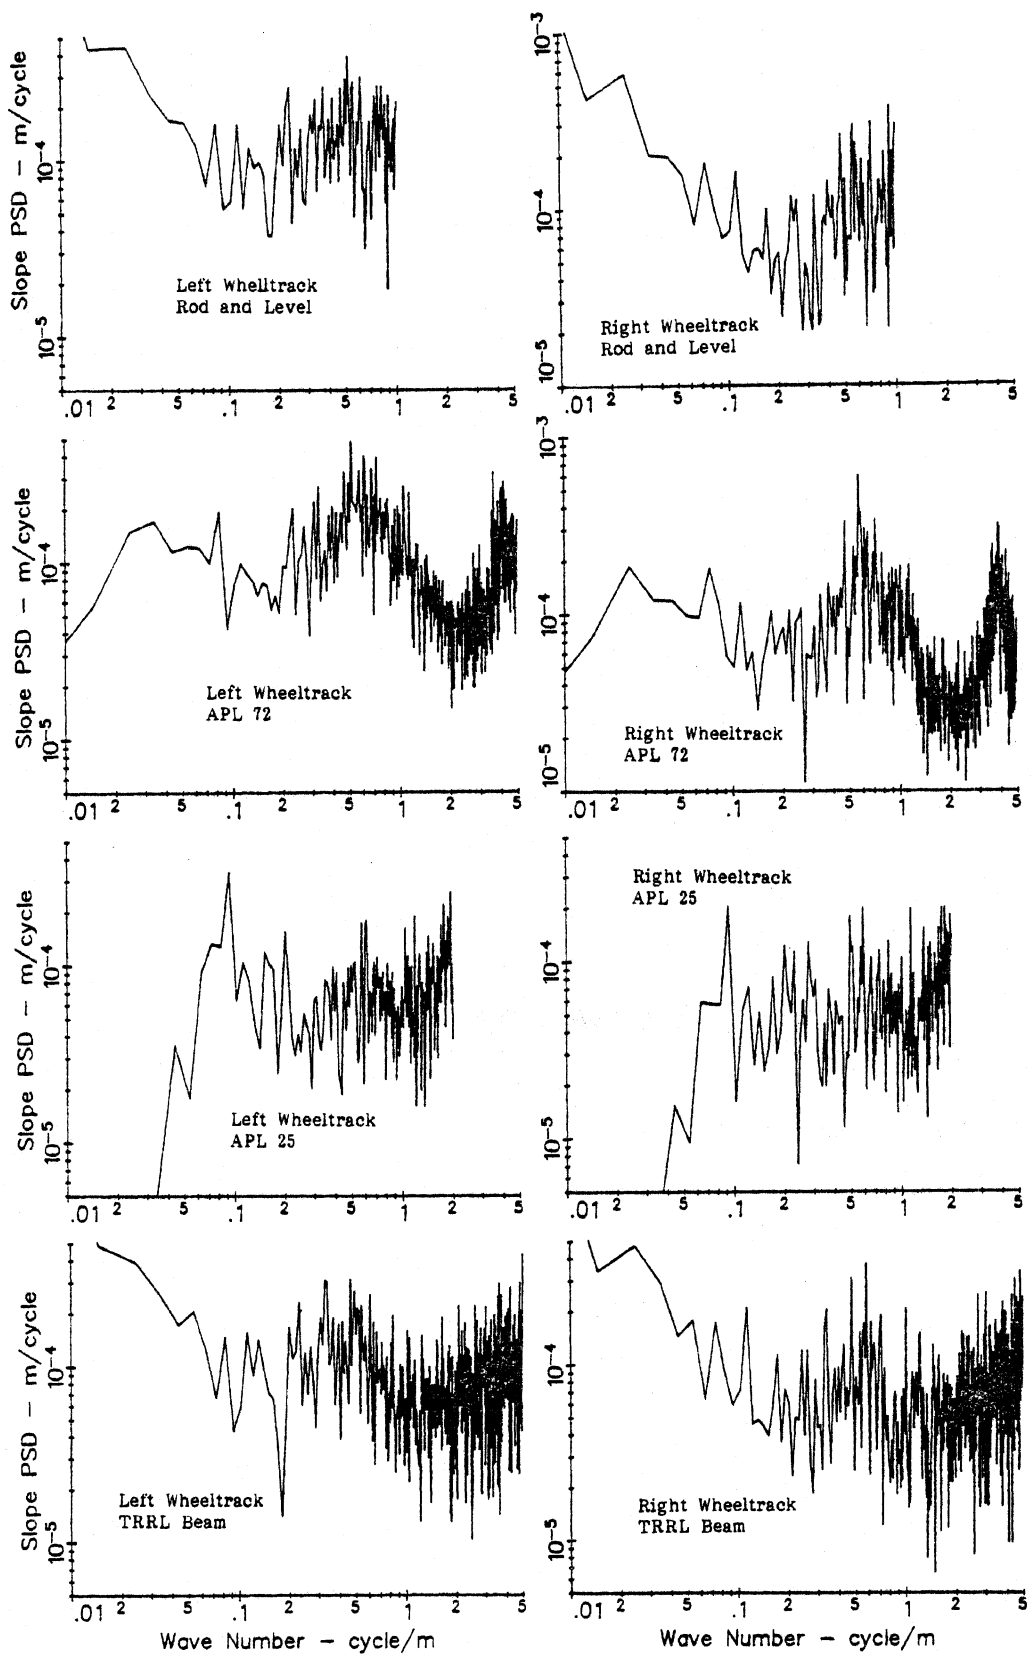 Slope PSD — m/cycle
10⁻⁴
10⁻⁵
Left Whelltrack
Rod and Level
.01 2 5 .1 2 5 1 2 5
10⁻³
10⁻⁴
10⁻⁵
Right Wheeltrack
Rod and Level
.01 2 5 .1 2 5 1 2 5
Slope PSD — m/cycle
10⁻⁴
10⁻⁵
Left Wheeltrack
APL 72
.01 2 5 .1 2 5 1 2 5
10⁻³
10⁻⁴
10⁻⁵
Right Wheeltrack
APL 72
.01 2 5 .1 2 5 1 2 5
Slope PSD — m/cycle
10⁻⁴
10⁻⁵
Left Wheeltrack
APL 25
.01 2 5 .1 2 5 1 2 5
Right Wheeltrack
APL 25
10⁻⁴
10⁻⁵
.01 2 5 .1 2 5 1 2 5
Slope PSD — m/cycle
10⁻⁴
10⁻⁵
Left Wheeltrack
TRRL Beam
.01 2 5 .1 2 5 1 2 5
Wave Number — cycle/m
10⁻⁴
10⁻⁵
Right Wheeltrack
TRRL Beam
.01 2 5 .1 2 5 1 2 5
Wave Number — cycle/m